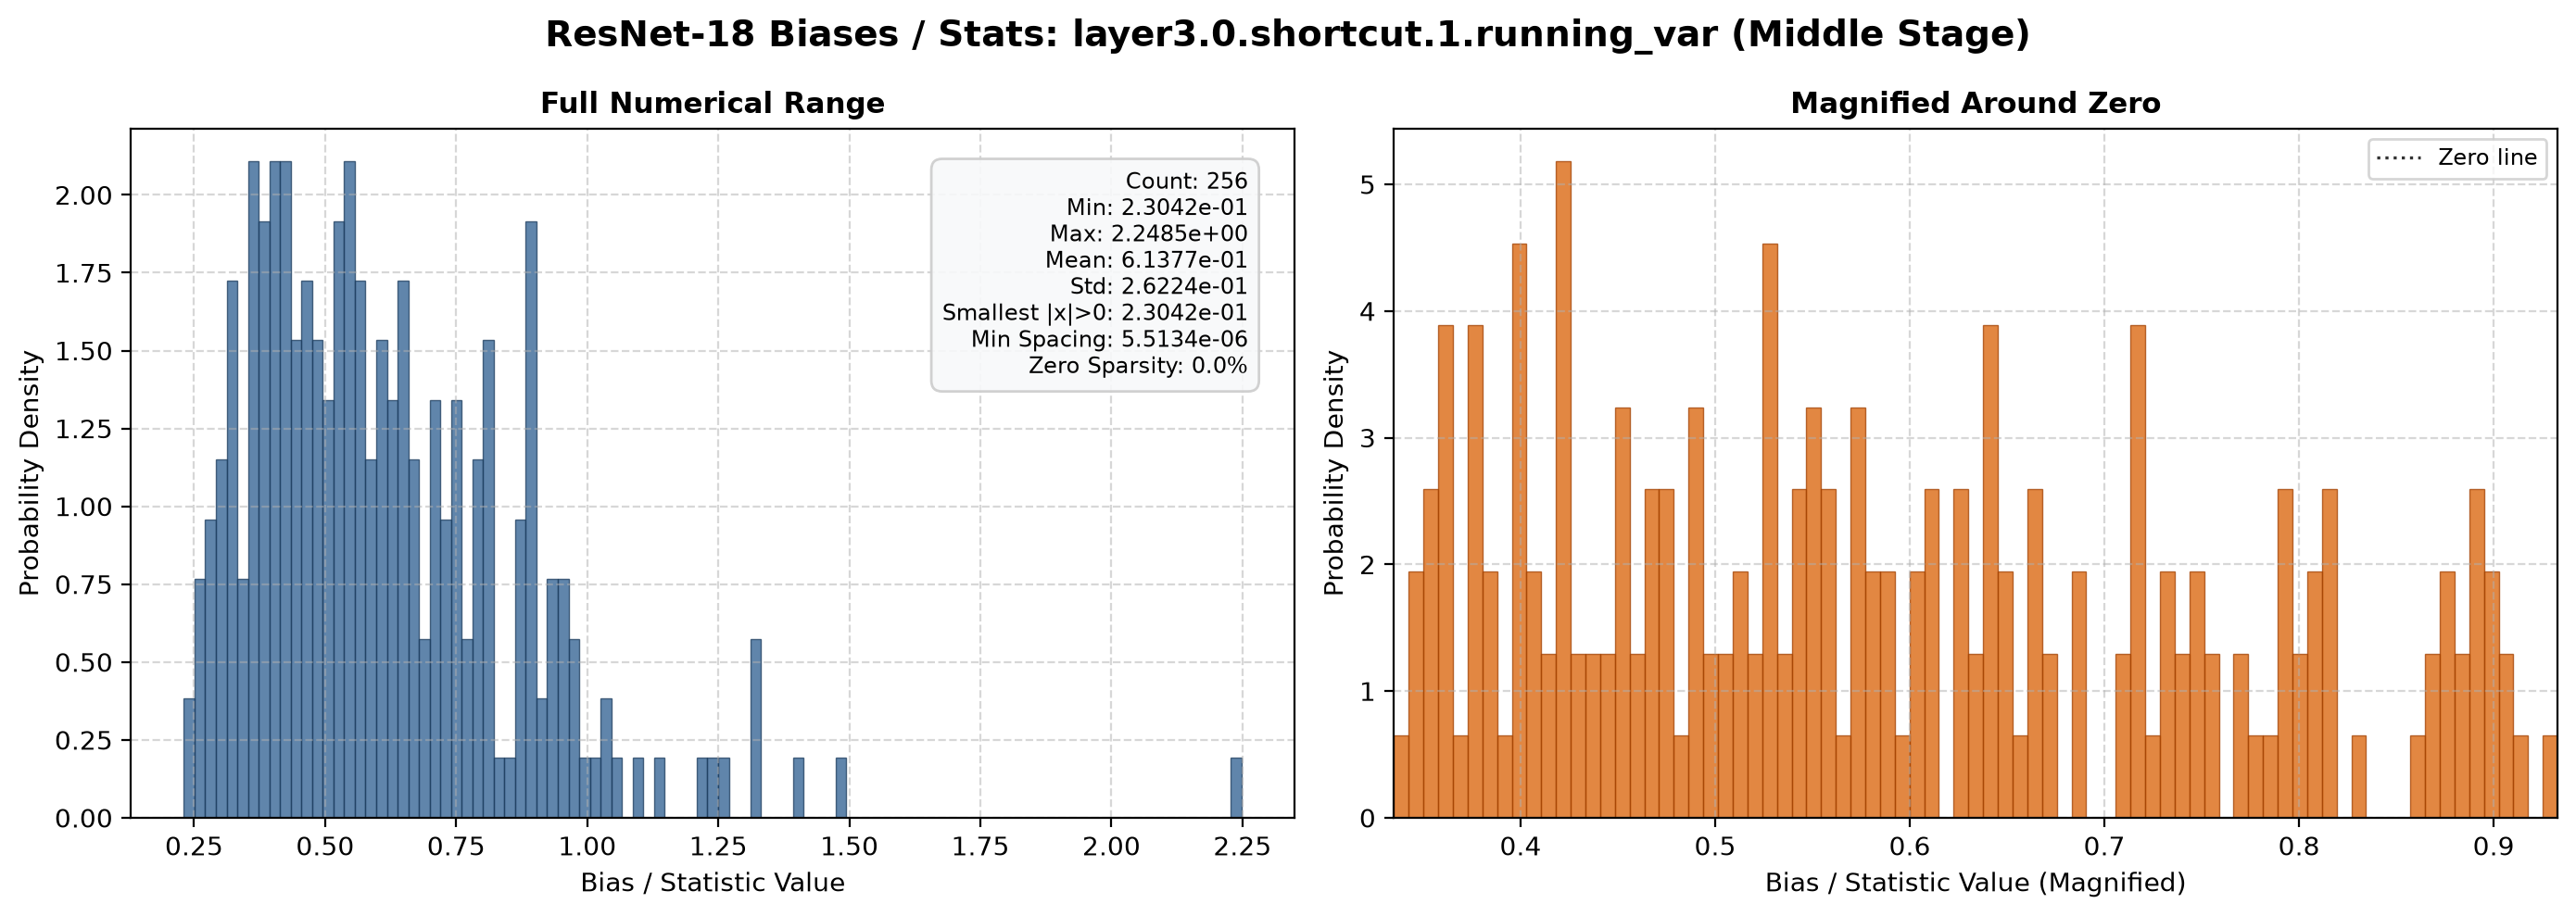 ResNet-18 Biases / Stats: layer3.0.shortcut.1.running_var (Middle Stage)
Full Numerical Range
Probability Density
2.00
1.75
1.50
1.25
1.00
0.75
0.50
0.25
0.00
Count: 256
Min: 2.3042e-01
Max: 2.2485e+00
Mean: 6.1377e-01
Std: 2.6224e-01
Smallest |x|>0: 2.3042e-01
Min Spacing: 5.5134e-06
Zero Sparsity: 0.0%
0.25 0.50 0.75 1.00 1.25 1.50 1.75 2.00 2.25
Bias / Statistic Value
Magnified Around Zero
Probability Density
5
4
3
2
1
0
Zero line
0.4 0.5 0.6 0.7 0.8 0.9
Bias / Statistic Value (Magnified)